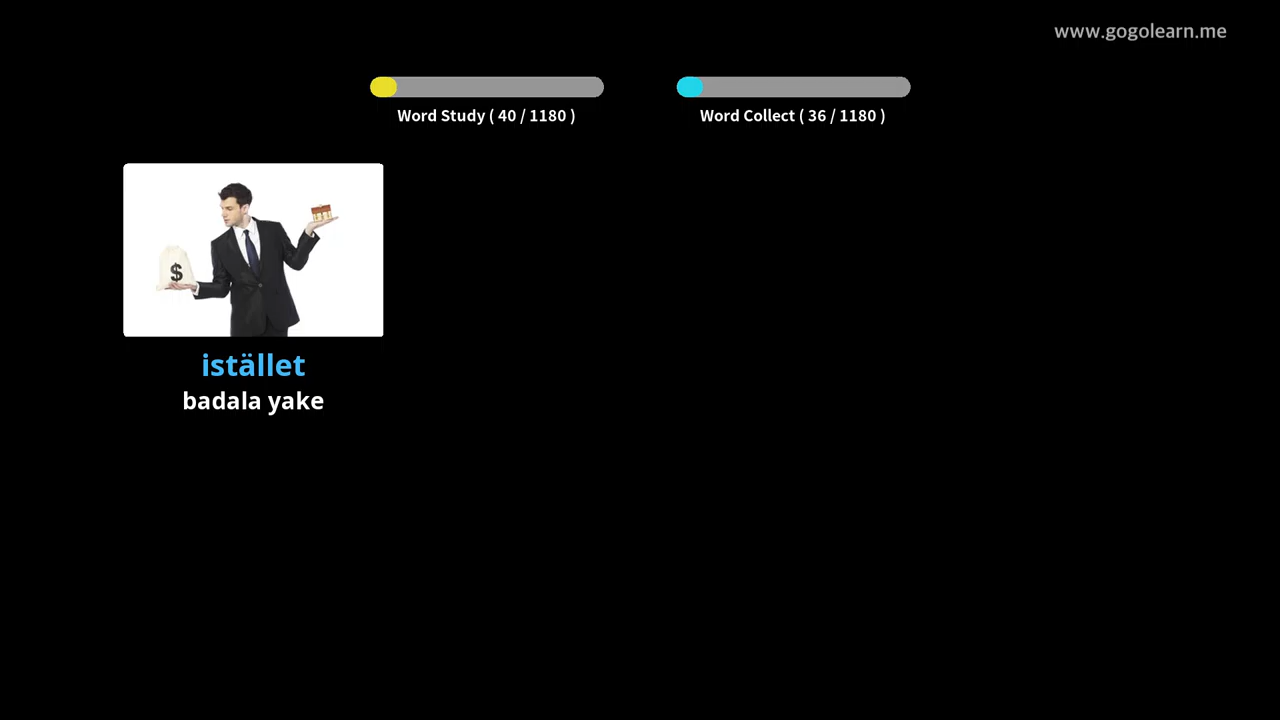 www.gogolearn.me
Word Study ( 40 / 1180 )
Word Collect ( 36 / 1180 )
$
istället
badala yake